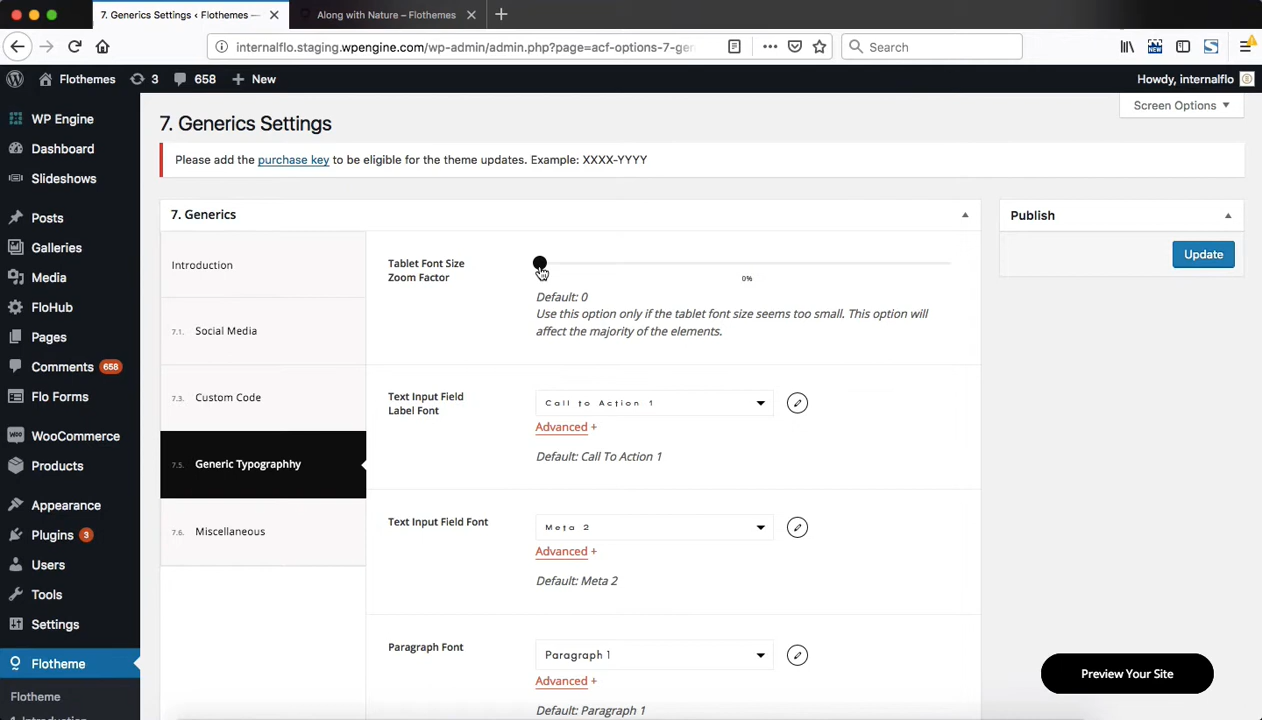 7. Generics Settings ‹ Flothemes —
Along with Nature – Flothemes
internalflo.staging.wpengine.com/wp-admin/admin.php?page=acf-options-7-gen
Search
NEW
S
Flothemes
3
658
New
Howdy, internalflo
Screen Options
WP Engine
Dashboard
Slideshows
Posts
Galleries
Media
FloHub
Pages
Comments 658
Flo Forms
Woo WooCommerce
Products
Appearance
Plugins 3
Users
Tools
Settings
Flotheme
Flotheme
7. Generics Settings
Please add the purchase key to be eligible for the theme updates. Example: XXXX-YYYY
7. Generics
Introduction
7.1. Social Media
7.3. Custom Code
7.5. Generic Typographhy
7.6. Miscellaneous
Tablet Font Size
Zoom Factor
0%
Default: 0
Use this option only if the tablet font size seems too small. This option will
affect the majority of the elements.
Text Input Field
Label Font
Call to Action 1
Advanced +
Default: Call To Action 1
Text Input Field Font
Meta 2
Advanced +
Default: Meta 2
Paragraph Font
Paragraph 1
Advanced +
Default: Paragraph 1
Publish
Update
Preview Your Site